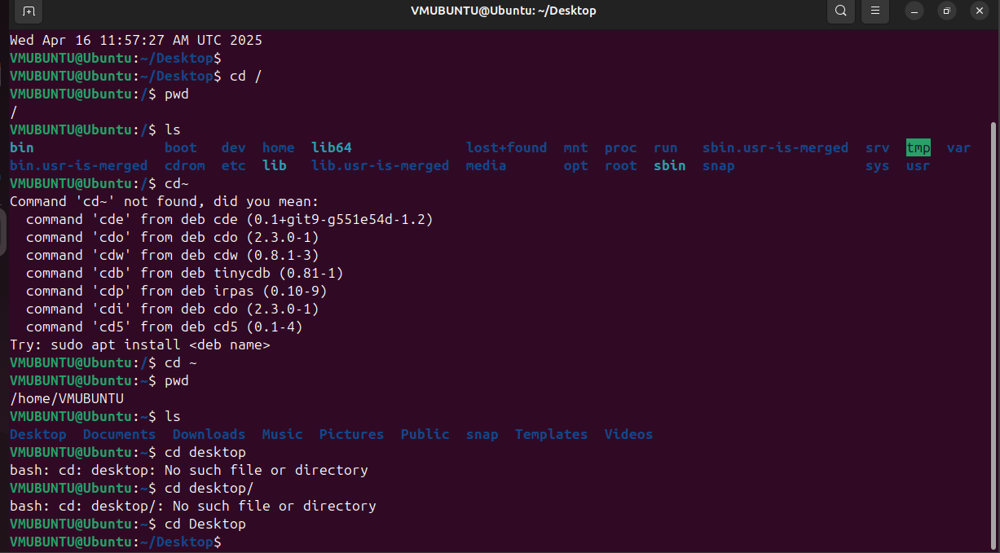 VMUBUNTU@Ubuntu: ~/Desktop
Wed Apr 16 11:57:27 AM UTC 2025
VMUBUNTU@Ubuntu:~/Desktop$
VMUBUNTU@Ubuntu:~/Desktop$ cd /
VMUBUNTU@Ubuntu:/$ pwd
/
VMUBUNTU@Ubuntu:/$ ls
bin                boot   dev  home  lib64              lost+found  mnt  proc  run   sbin.usr-is-merged  srv  tmp  var
bin.usr-is-merged  cdrom  etc  lib   lib.usr-is-merged  media       opt  root  sbin  snap                sys  usr
VMUBUNTU@Ubuntu:/$ cd~
Command 'cd~' not found, did you mean:
  command 'cde' from deb cde (0.1+git9-g551e54d-1.2)
  command 'cdo' from deb cdo (2.3.0-1)
  command 'cdw' from deb cdw (0.8.1-3)
  command 'cdb' from deb tinycdb (0.81-1)
  command 'cdp' from deb irpas (0.10-9)
  command 'cdi' from deb cdo (2.3.0-1)
  command 'cd5' from deb cd5 (0.1-4)
Try: sudo apt install <deb name>
VMUBUNTU@Ubuntu:/$ cd ~
VMUBUNTU@Ubuntu:~$ pwd
/home/VMUBUNTU
VMUBUNTU@Ubuntu:~$ ls
Desktop  Documents  Downloads  Music  Pictures  Public  snap  Templates  Videos
VMUBUNTU@Ubuntu:~$ cd desktop
bash: cd: desktop: No such file or directory
VMUBUNTU@Ubuntu:~$ cd desktop/
bash: cd: desktop/: No such file or directory
VMUBUNTU@Ubuntu:~$ cd Desktop
VMUBUNTU@Ubuntu:~/Desktop$